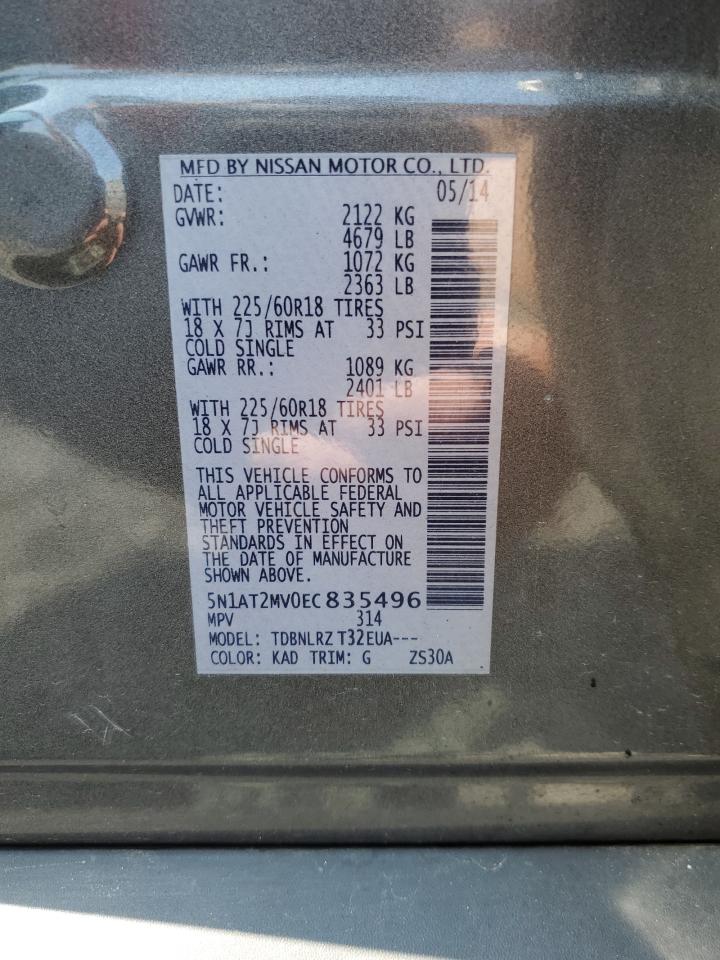 MFD BY NISSAN MOTOR CO., LTD.
DATE: 05/14
GVWR: 2122 KG
4679 LB
GAWR FR.: 1072 KG
2363 LB
WITH 225/60R18 TIRES
18 X 7J RIMS AT 33 PSI
COLD SINGLE
GAWR RR.: 1089 KG
2401 LB
WITH 225/60R18 TIRES
18 X 7J RIMS AT 33 PSI
COLD SINGLE
THIS VEHICLE CONFORMS TO
ALL APPLICABLE FEDERAL
MOTOR VEHICLE SAFETY AND
THEFT PREVENTION
STANDARDS IN EFFECT ON
THE DATE OF MANUFACTURE
SHOWN ABOVE.
5N1AT2MV0EC835496
MPV 314
MODEL: TDBNLRZ T32EUA---
COLOR: KAD TRIM: G ZS30A